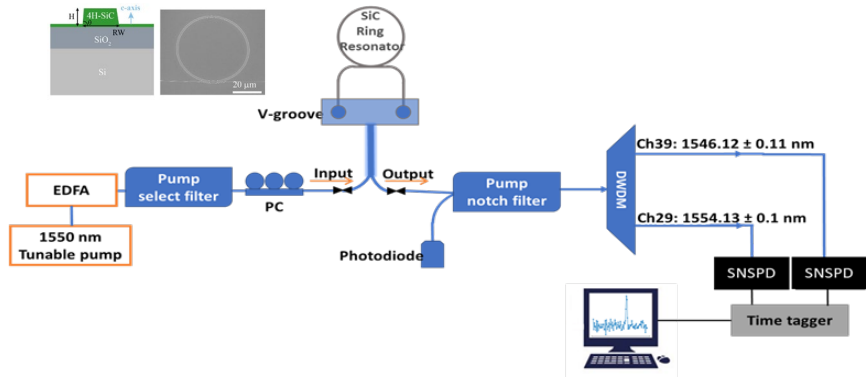 H
4H-SiC
c-axis
θ
RW
SiO₂
Si
20 μm
SiC
Ring
Resonator
V-groove
Input
Output
EDFA
Pump
select filter
PC
Pump
notch filter
DWDM
Ch39: 1546.12 ± 0.11 nm
Ch29: 1554.13 ± 0.1 nm
1550 nm
Tunable pump
Photodiode
SNSPD
SNSPD
Time tagger